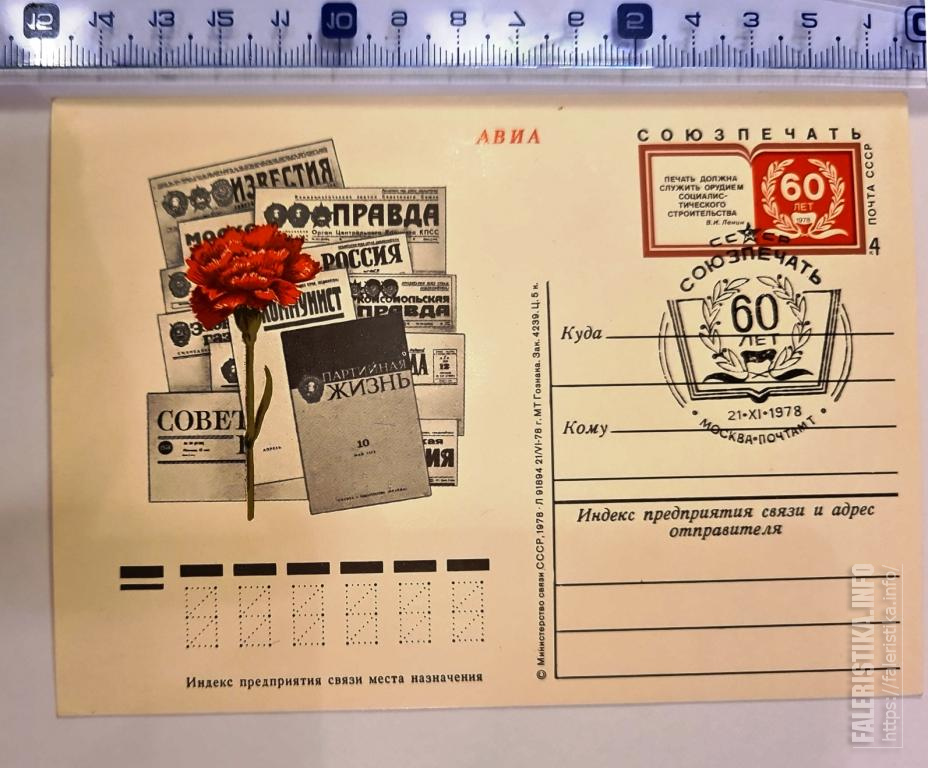 АВИА
СОЮЗПЕЧАТЬ
ПЕЧАТЬ ДОЛЖНА
СЛУЖИТЬ ОРУДИЕМ
СОЦИАЛИС-
ТИЧЕСКОГО
СТРОИТЕЛЬСТВА
В.И. Ленин
60
ЛЕТ
1978
ПОЧТА СССР
4
ИЗВЕСТИЯ
ПРАВДА
Орган Центрального Комитета КПСС
МОСК
РОССИЯ
КОММУНИСТ
КОМСОМОЛЬСКАЯ
ПРАВДА
ПАРТИЙНАЯ
ЖИЗНЬ
10
СОВЕТ
АПРЕЛЬ
СССР
СОЮЗПЕЧАТЬ
60
ЛЕТ
21•XI•1978
МОСКВА-ПОЧТАМТ
Куда
Кому
Индекс предприятия связи и адрес
отправителя
© Министерство связи СССР, 1978 · Л 91894 21/VI-78 г. МТ Гознака. Зак. 4239. Ц. 5 к.
Индекс предприятия связи места назначения
FALERISTIKA.INFO
https://faleristika.info/